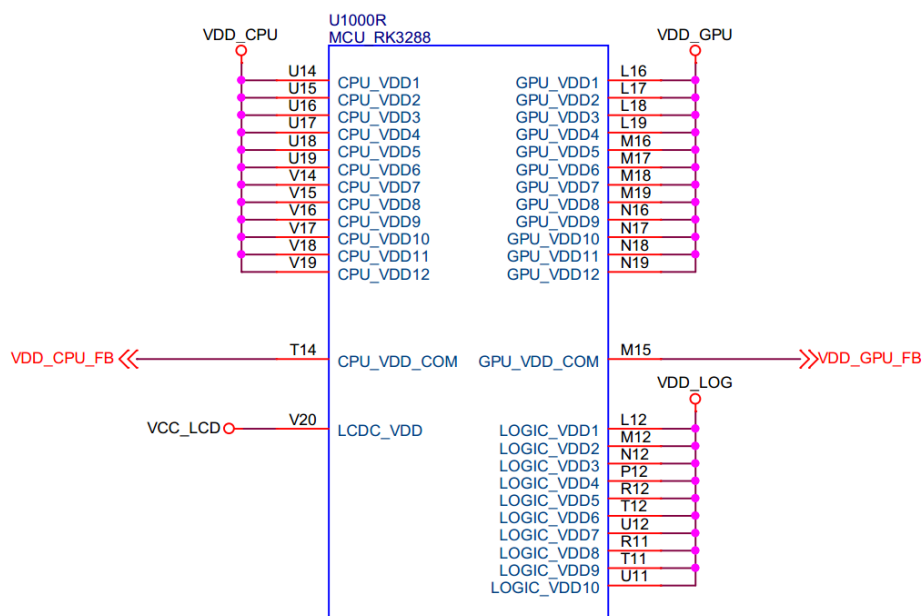 U1000R
MCU_RK3288
VDD_CPU
VDD_GPU
U14 CPU_VDD1 GPU_VDD1 L16
U15 CPU_VDD2 GPU_VDD2 L17
U16 CPU_VDD3 GPU_VDD3 L18
U17 CPU_VDD4 GPU_VDD4 L19
U18 CPU_VDD5 GPU_VDD5 M16
U19 CPU_VDD6 GPU_VDD6 M17
V14 CPU_VDD7 GPU_VDD7 M18
V15 CPU_VDD8 GPU_VDD8 M19
V16 CPU_VDD9 GPU_VDD9 N16
V17 CPU_VDD10 GPU_VDD10 N17
V18 CPU_VDD11 GPU_VDD11 N18
V19 CPU_VDD12 GPU_VDD12 N19
VDD_CPU_FB T14 CPU_VDD_COM GPU_VDD_COM M15 VDD_GPU_FB
VDD_LOG
VCC_LCD V20 LCDC_VDD LOGIC_VDD1 L12
LOGIC_VDD2 M12
LOGIC_VDD3 N12
LOGIC_VDD4 P12
LOGIC_VDD5 R12
LOGIC_VDD6 T12
LOGIC_VDD7 U12
LOGIC_VDD8 R11
LOGIC_VDD9 T11
LOGIC_VDD10 U11